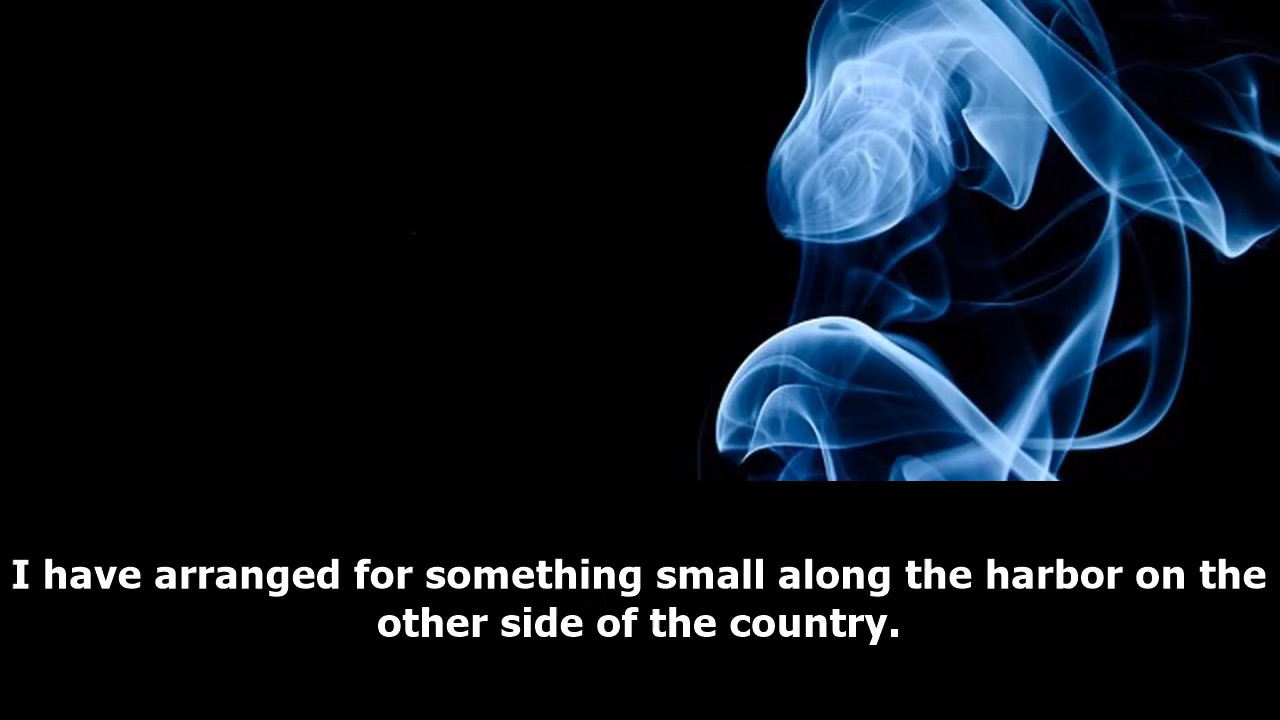 I have arranged for something small along the harbor on the
other side of the country.